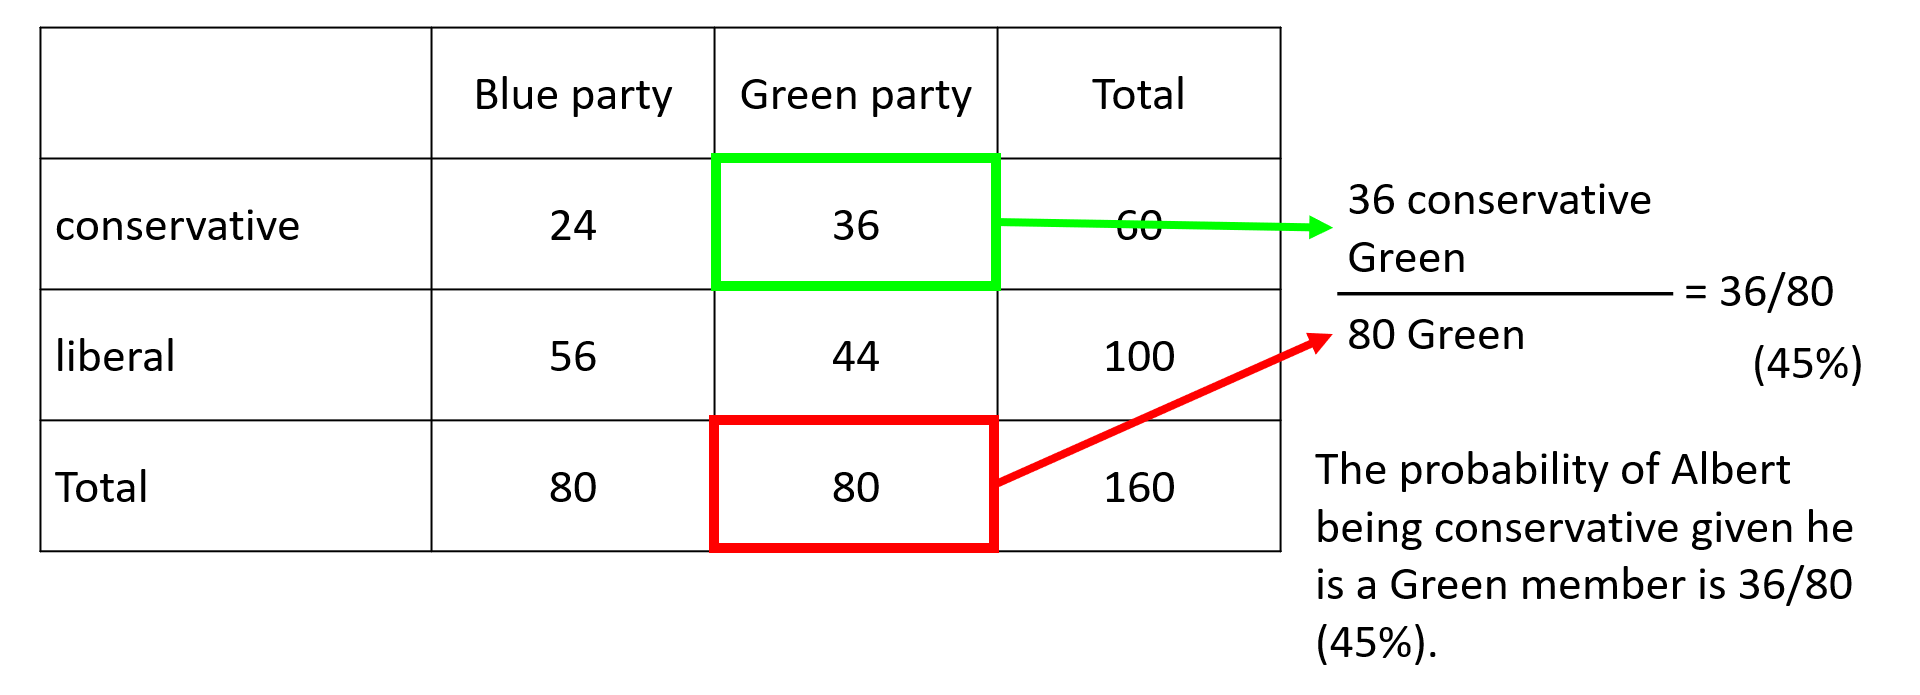 Blue party Green party Total
conservative 24 36 60
liberal 56 44 100
Total 80 80 160
36 conservative
Green
80 Green
= 36/80
(45%)
The probability of Albert
being conservative given he
is a Green member is 36/80
(45%).